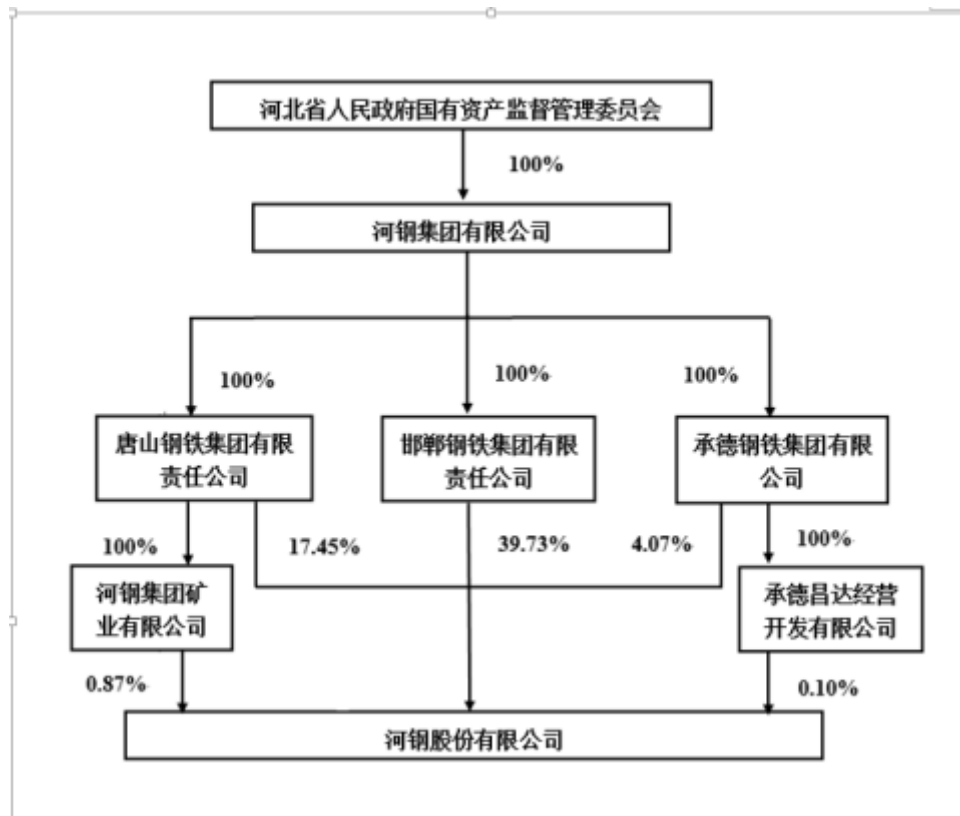 河北省人民政府国有资产监督管理委员会
100%
河钢集团有限公司
100%
100%
100%
唐山钢铁集团有限
责任公司
邯郸钢铁集团有限
责任公司
承德钢铁集团有限
公司
100%
17.45%
39.73%
4.07%
100%
河钢集团矿
业有限公司
承德昌达经营
开发有限公司
0.87%
0.10%
河钢股份有限公司